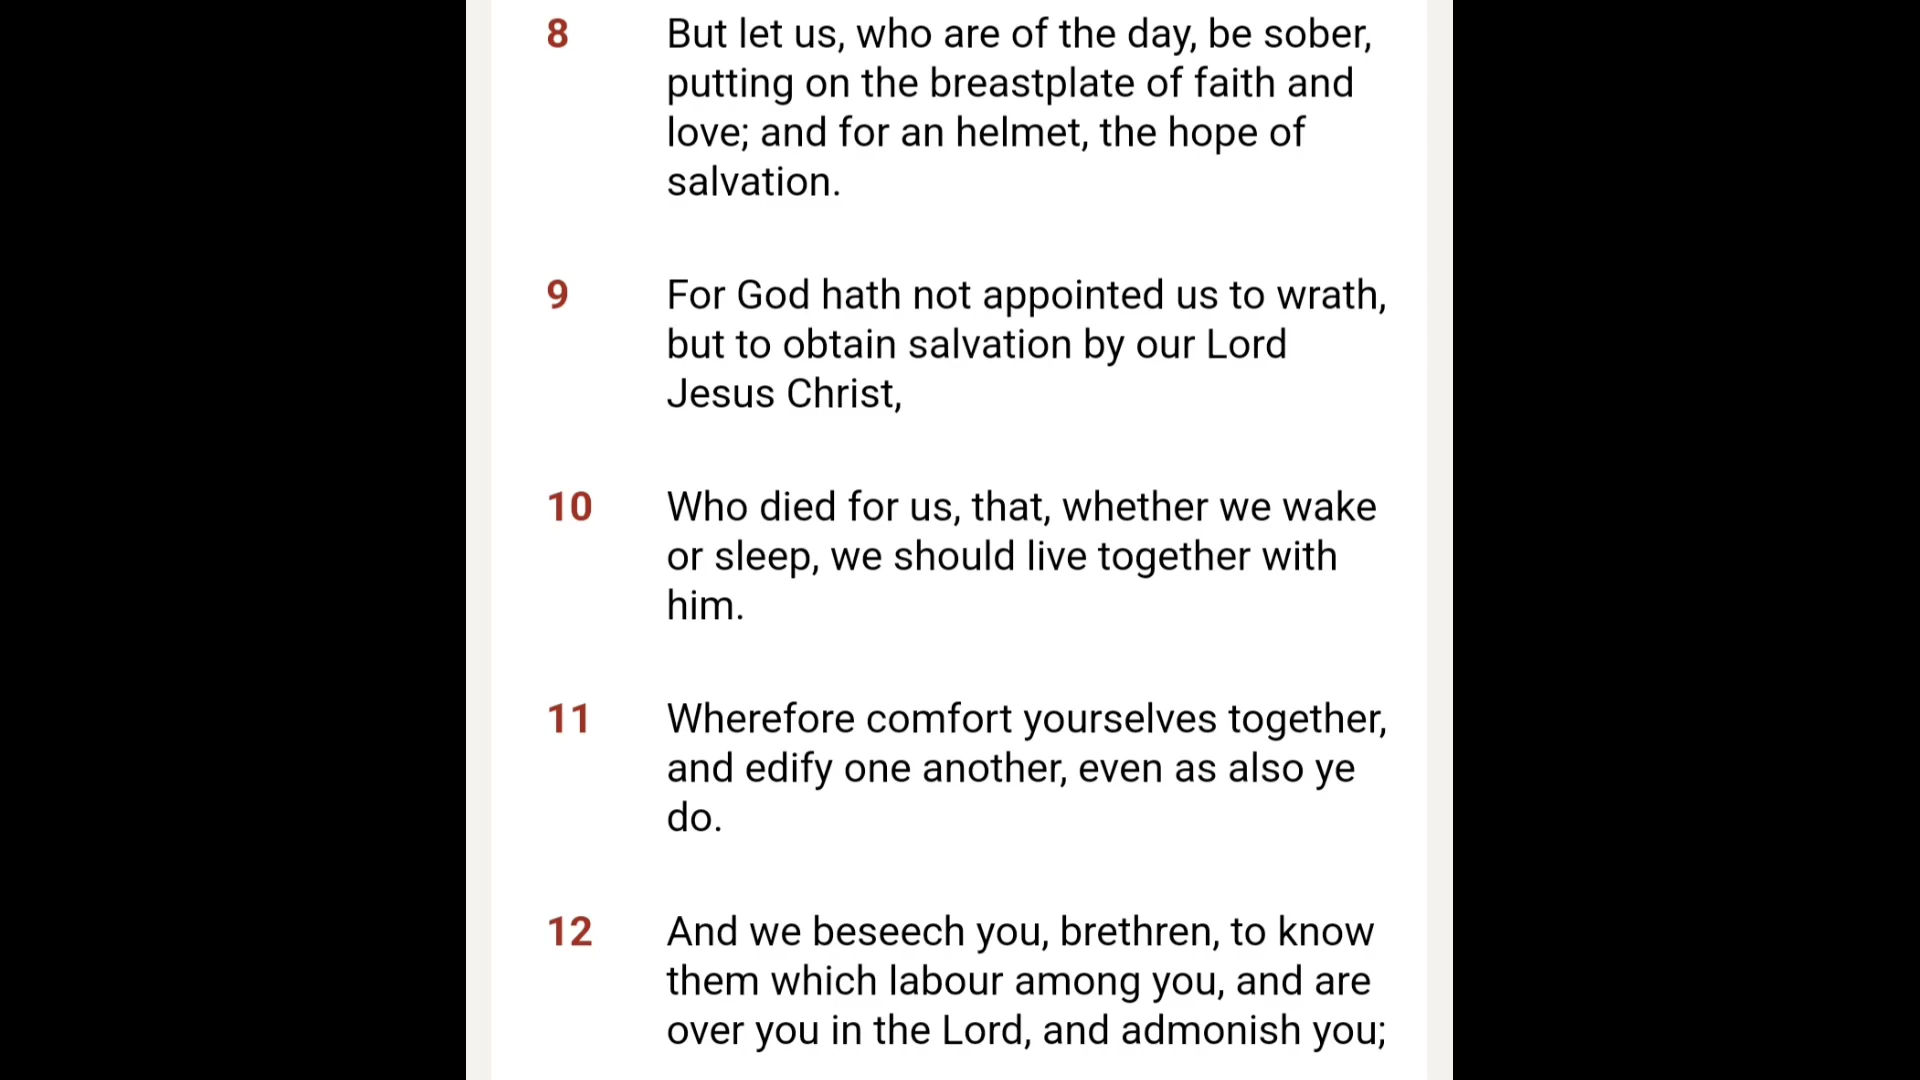 8 But let us, who are of the day, be sober,
putting on the breastplate of faith and
love; and for an helmet, the hope of
salvation.
9 For God hath not appointed us to wrath,
but to obtain salvation by our Lord
Jesus Christ,
10 Who died for us, that, whether we wake
or sleep, we should live together with
him.
11 Wherefore comfort yourselves together,
and edify one another, even as also ye
do.
12 And we beseech you, brethren, to know
them which labour among you, and are
over you in the Lord, and admonish you;